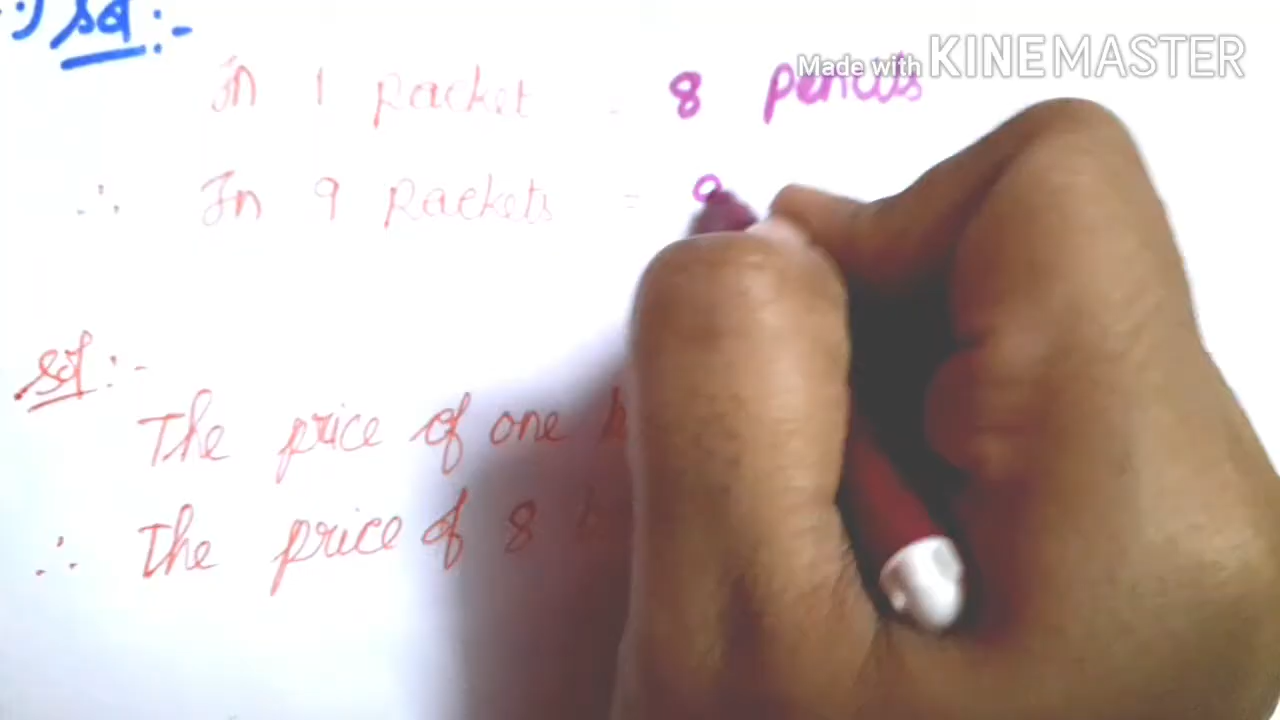 Sol:-
Made with KINEMASTER
In 1 Packet = 8 Pencils
∴ In 9 Packets =
Sol:-
The price of one
∴ The price of 8